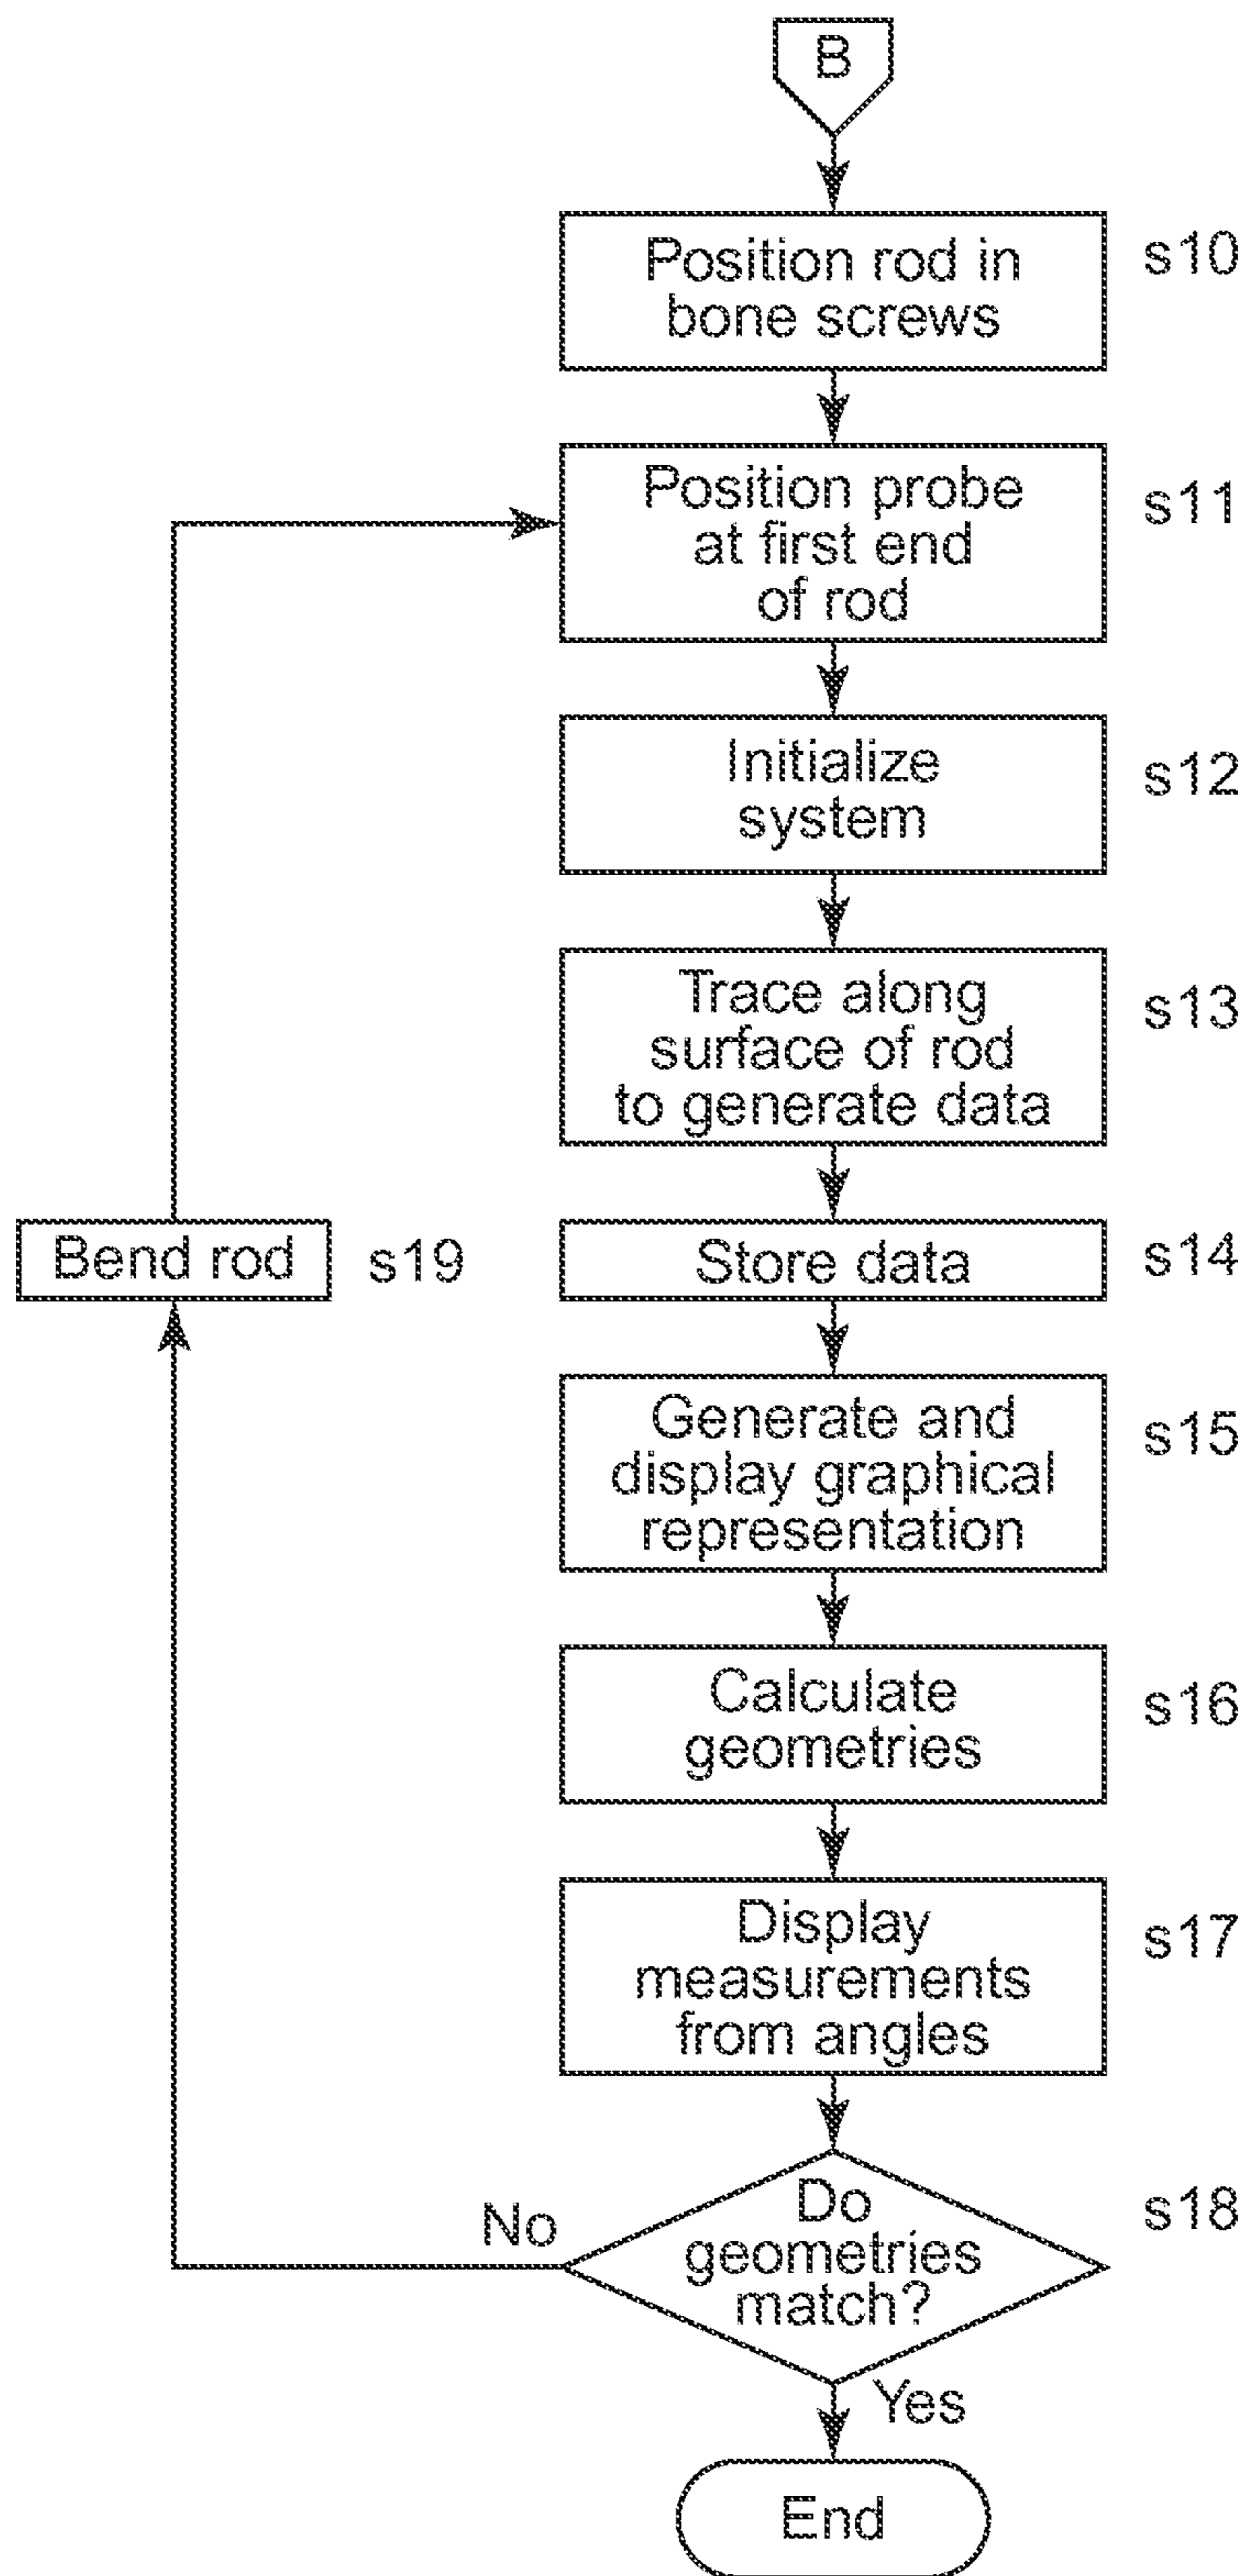 B
Position rod in
bone screws
s10
Position probe
at first end
of rod
s11
Initialize
system
s12
Trace along
surface of rod
to generate data
s13
Bend rod
s19
Store data
s14
Generate and
display graphical
representation
s15
Calculate
geometries
s16
Display
measurements
from angles
s17
No
Do
geometries
match?
s18
Yes
End